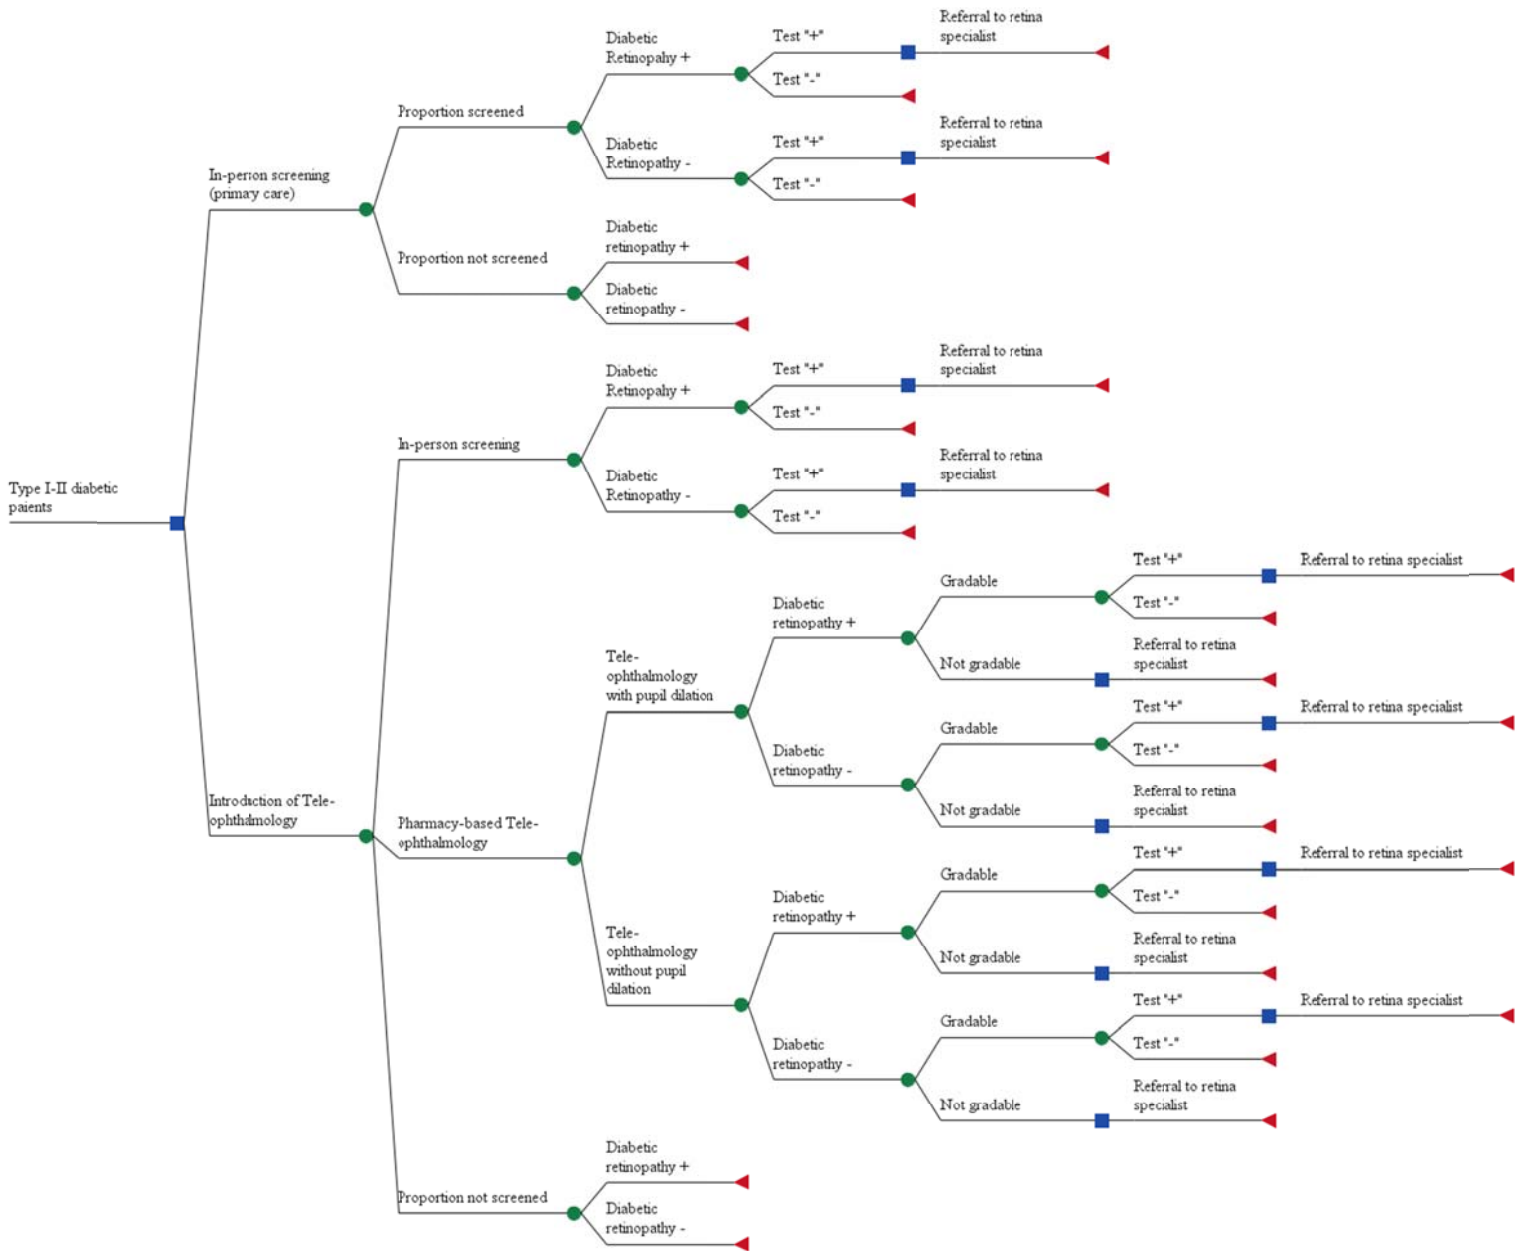 Type I-II diabetic
paients
In-person screening
(primary care)
Proportion screened
Diabetic
Retinopahy +
Test "+"
Referral to retina
specialist
Test "-"
Diabetic
Retinopathy -
Test "+"
Referral to retina
specialist
Test "-"
Proportion not screened
Diabetic
retinopathy +
Diabetic
retinopathy -
Introduction of Tele-
ophthalmology
In-person screening
Diabetic
Retinopahy +
Test "+"
Referral to retina
specialist
Test "-"
Diabetic
Retinopathy -
Test "+"
Referral to retina
specialist
Test "-"
Pharmacy-based Tele-
ophthalmology
Tele-
ophthalmology
with pupil dilation
Diabetic
retinopathy +
Gradable
Test "+"
Referral to retina specialist
Test "-"
Not gradable
Referral to retina
specialist
Diabetic
retinopathy -
Gradable
Test "+"
Referral to retina specialist
Test "-"
Not gradable
Referral to retina
specialist
Tele-
ophthalmology
without pupil
dilation
Diabetic
retinopathy +
Gradable
Test "+"
Referral to retina specialist
Test "-"
Not gradable
Referral to retina
specialist
Diabetic
retinopathy -
Gradable
Test "+"
Referral to retina specialist
Test "-"
Not gradable
Referral to retina
specialist
Proportion not screened
Diabetic
retinopathy +
Diabetic
retinopathy -